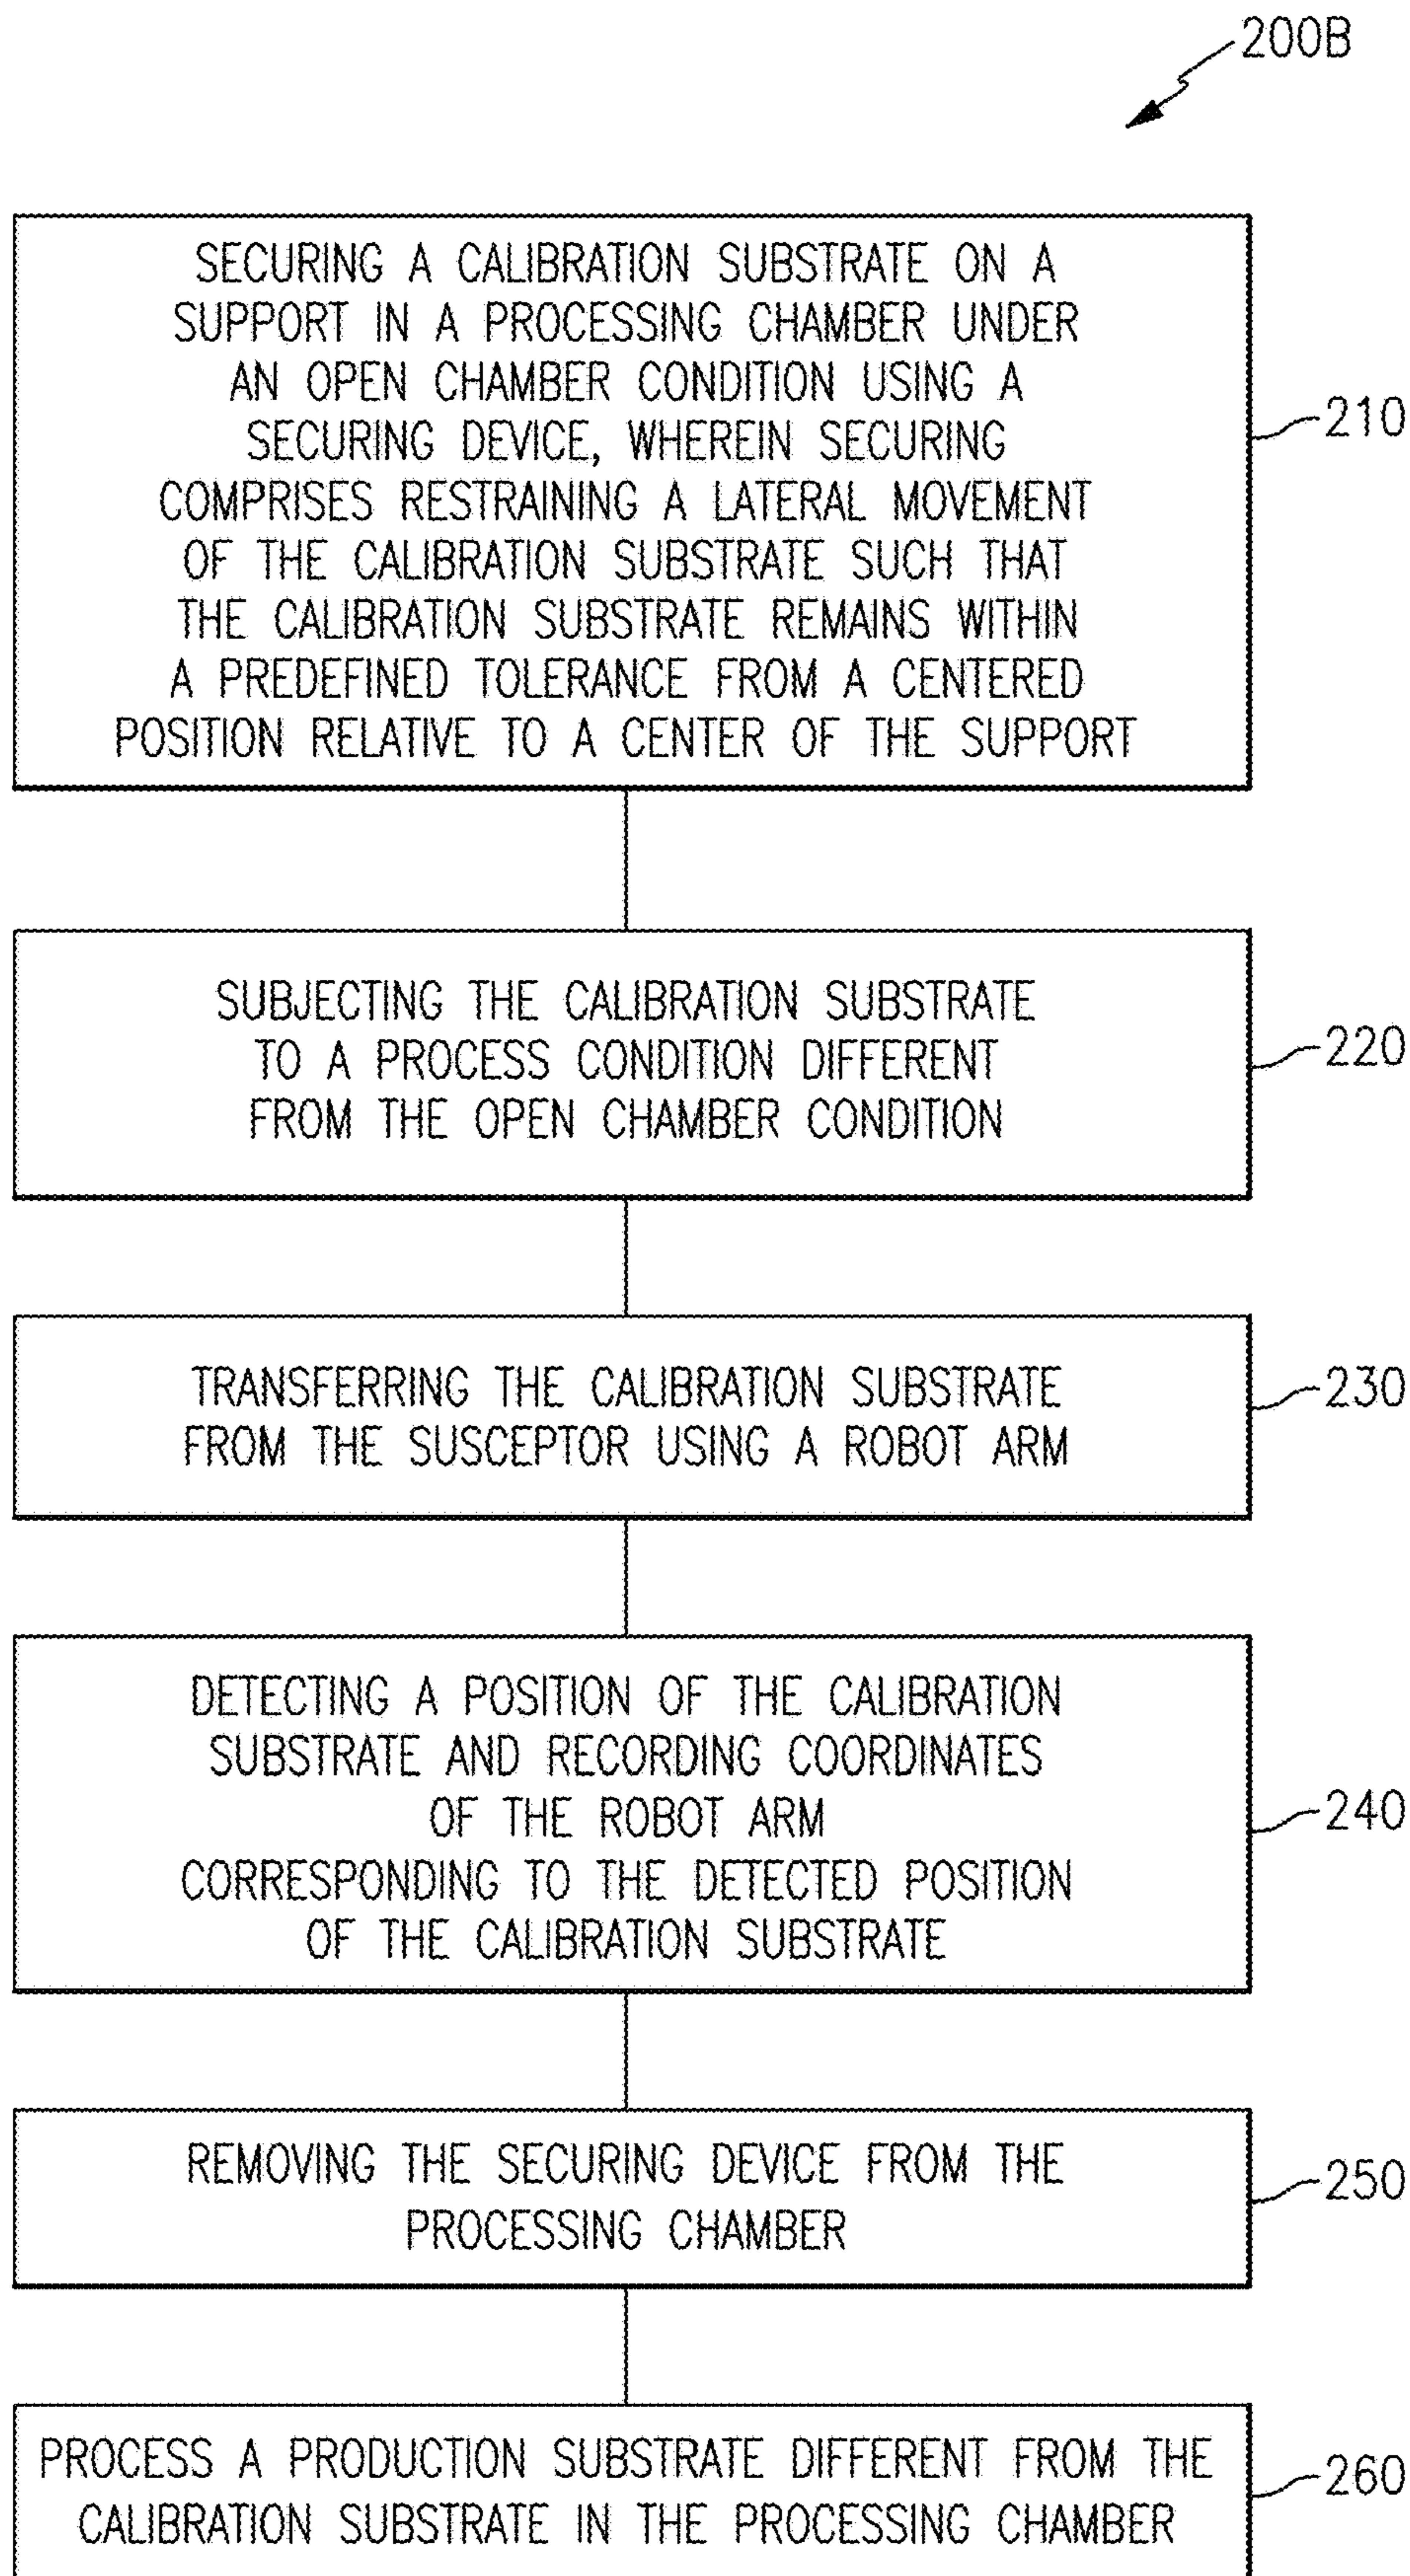 200B
SECURING A CALIBRATION SUBSTRATE ON A
SUPPORT IN A PROCESSING CHAMBER UNDER
AN OPEN CHAMBER CONDITION USING A
SECURING DEVICE, WHEREIN SECURING
COMPRISES RESTRAINING A LATERAL MOVEMENT
OF THE CALIBRATION SUBSTRATE SUCH THAT
THE CALIBRATION SUBSTRATE REMAINS WITHIN
A PREDEFINED TOLERANCE FROM A CENTERED
POSITION RELATIVE TO A CENTER OF THE SUPPORT
210
SUBJECTING THE CALIBRATION SUBSTRATE
TO A PROCESS CONDITION DIFFERENT
FROM THE OPEN CHAMBER CONDITION
220
TRANSFERRING THE CALIBRATION SUBSTRATE
FROM THE SUSCEPTOR USING A ROBOT ARM
230
DETECTING A POSITION OF THE CALIBRATION
SUBSTRATE AND RECORDING COORDINATES
OF THE ROBOT ARM
CORRESPONDING TO THE DETECTED POSITION
OF THE CALIBRATION SUBSTRATE
240
REMOVING THE SECURING DEVICE FROM THE
PROCESSING CHAMBER
250
PROCESS A PRODUCTION SUBSTRATE DIFFERENT FROM THE
CALIBRATION SUBSTRATE IN THE PROCESSING CHAMBER
260